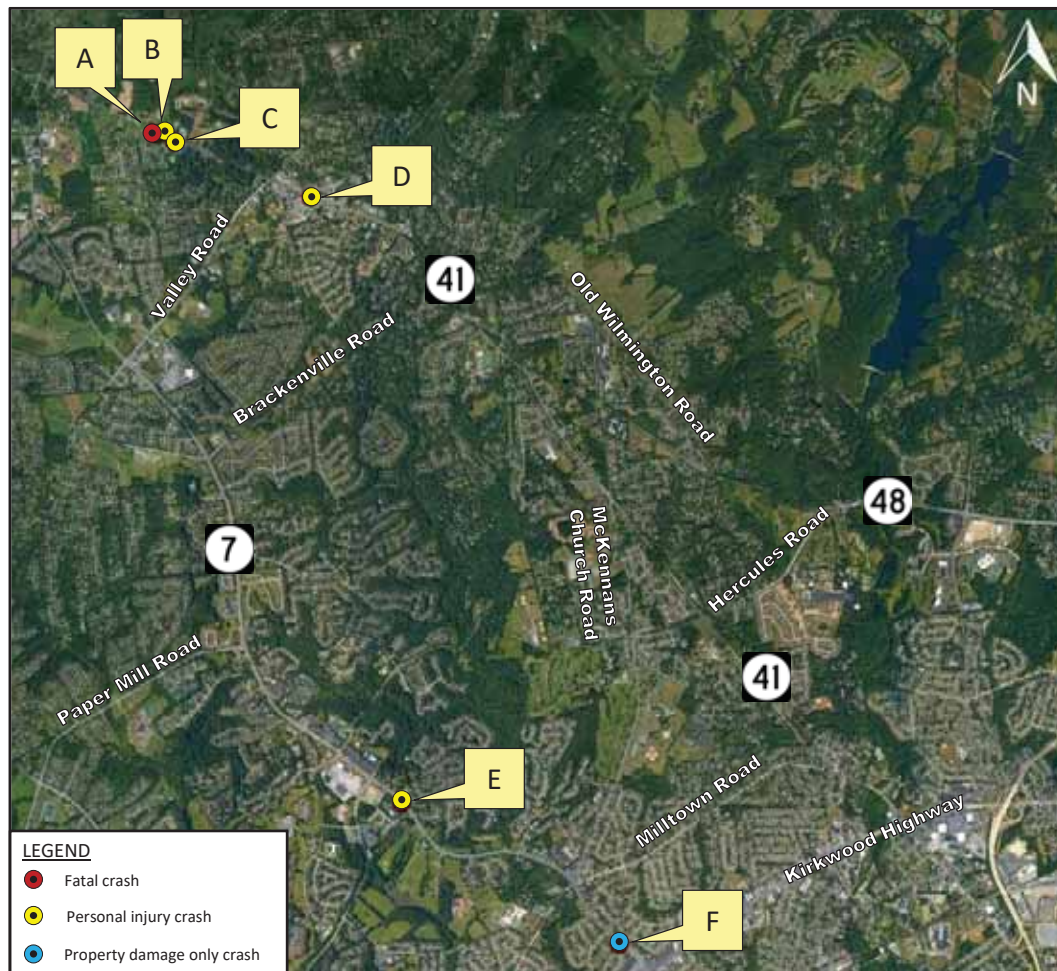 A
B
C
N
D
Valley Road
41
Old Wilmington Road
Brackenville Road
48
7
McKennans
Church Road
Hercules Road
Paper Mill Road
41
E
Milltown Road
Kirkwood Highway
F
LEGEND
Fatal crash
Personal injury crash
Property damage only crash